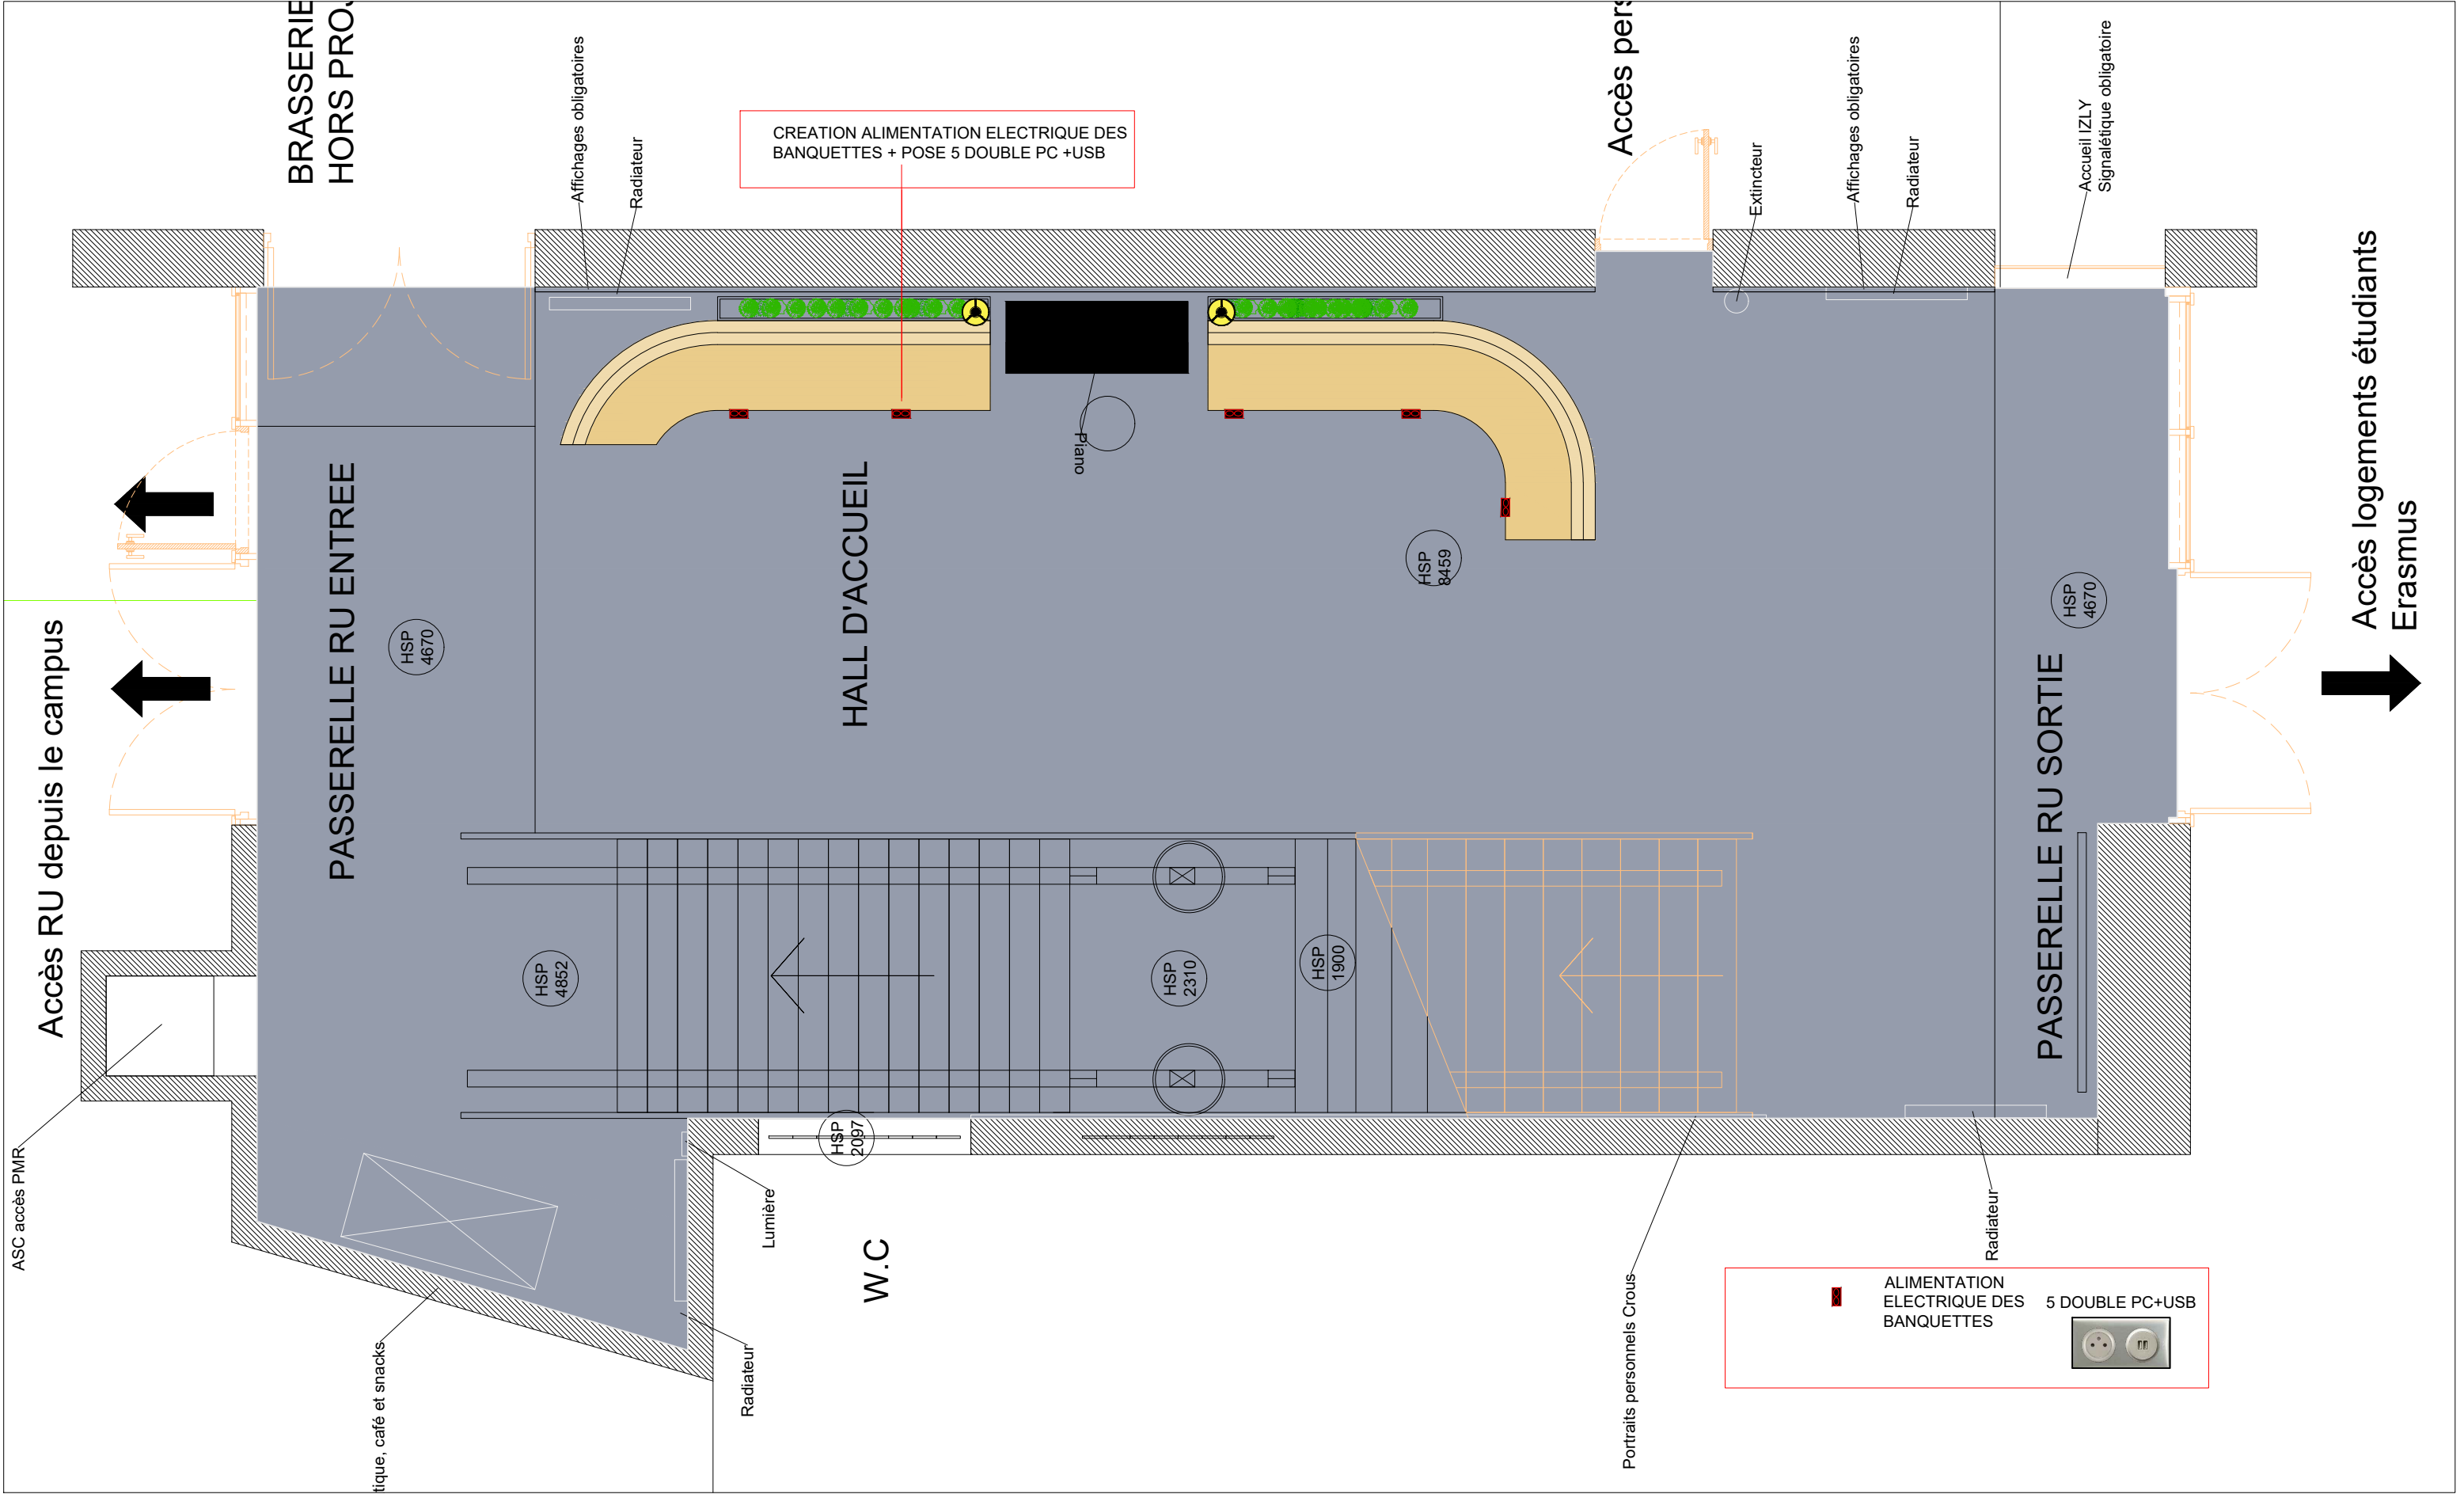 BRASSERIE
HORS PROJ
Affichages obligatoires
Radiateur
CREATION ALIMENTATION ELECTRIQUE DES
BANQUETTES + POSE 5 DOUBLE PC +USB
Accès pers
Extincteur
Affichages obligatoires
Radiateur
Accueil IZLY
Signalétique obligatoire
Accès RU depuis le campus
PASSERELLE RU ENTREE
HSP
4670
HALL D'ACCUEIL
Piano
HSP
8459
HSP
4670
PASSERELLE RU SORTIE
Accès logements étudiants
Erasmus
HSP
4852
HSP
2310
HSP
1900
HSP
2097
ASC accès PMR
tique, café et snacks
Lumière
Radiateur
W.C
Portraits personnels Crous
Radiateur
ALIMENTATION
ELECTRIQUE DES
BANQUETTES
5 DOUBLE PC+USB